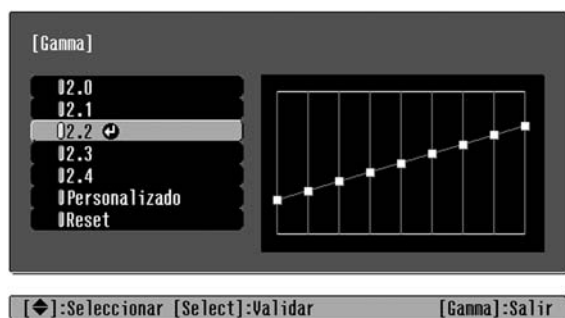 [Gamma]
2.0
2.1
2.2
2.3
2.4
Personalizado
Reset
[◆]:Seleccionar [Select]:Validar [Gamma]:Salir